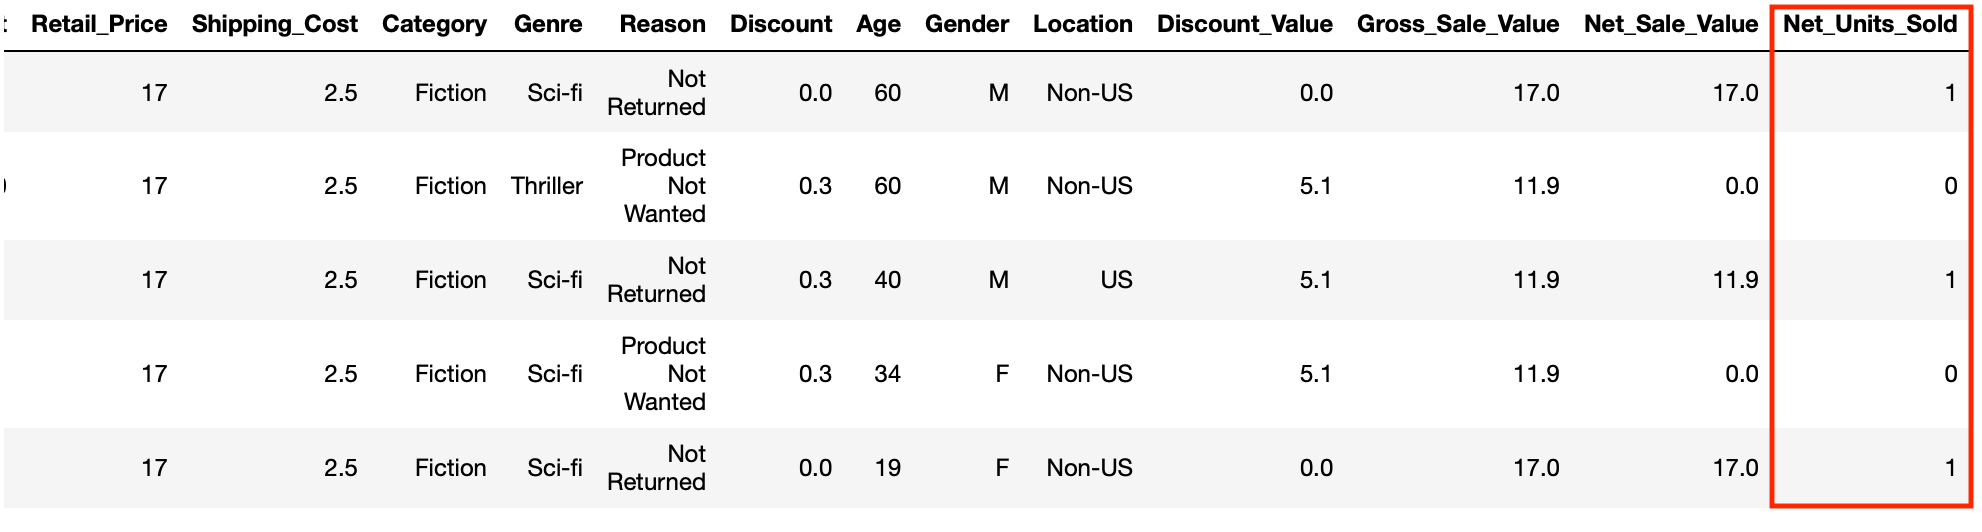 t Retail_Price Shipping_Cost Category Genre Reason Discount Age Gender Location Discount_Value Gross_Sale_Value Net_Sale_Value Net_Units_Sold
17 2.5 Fiction Sci-fi Not Returned 0.0 60 M Non-US 0.0 17.0 17.0 1
17 2.5 Fiction Thriller Product Not Wanted 0.3 60 M Non-US 5.1 11.9 0.0 0
17 2.5 Fiction Sci-fi Not Returned 0.3 40 M US 5.1 11.9 11.9 1
17 2.5 Fiction Sci-fi Product Not Wanted 0.3 34 F Non-US 5.1 11.9 0.0 0
17 2.5 Fiction Sci-fi Not Returned 0.0 19 F Non-US 0.0 17.0 17.0 1